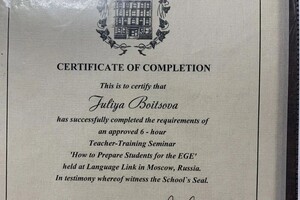 CERTIFICATE OF COMPLETION
This is to certify that
Juliya Boitsova
has successfully completed the requirements of
an approved 6 - hour
Teacher-Training Seminar
'How to Prepare Students for the EGE'
held at Language Link in Moscow, Russia.
In testimony whereof witness the School's Seal.